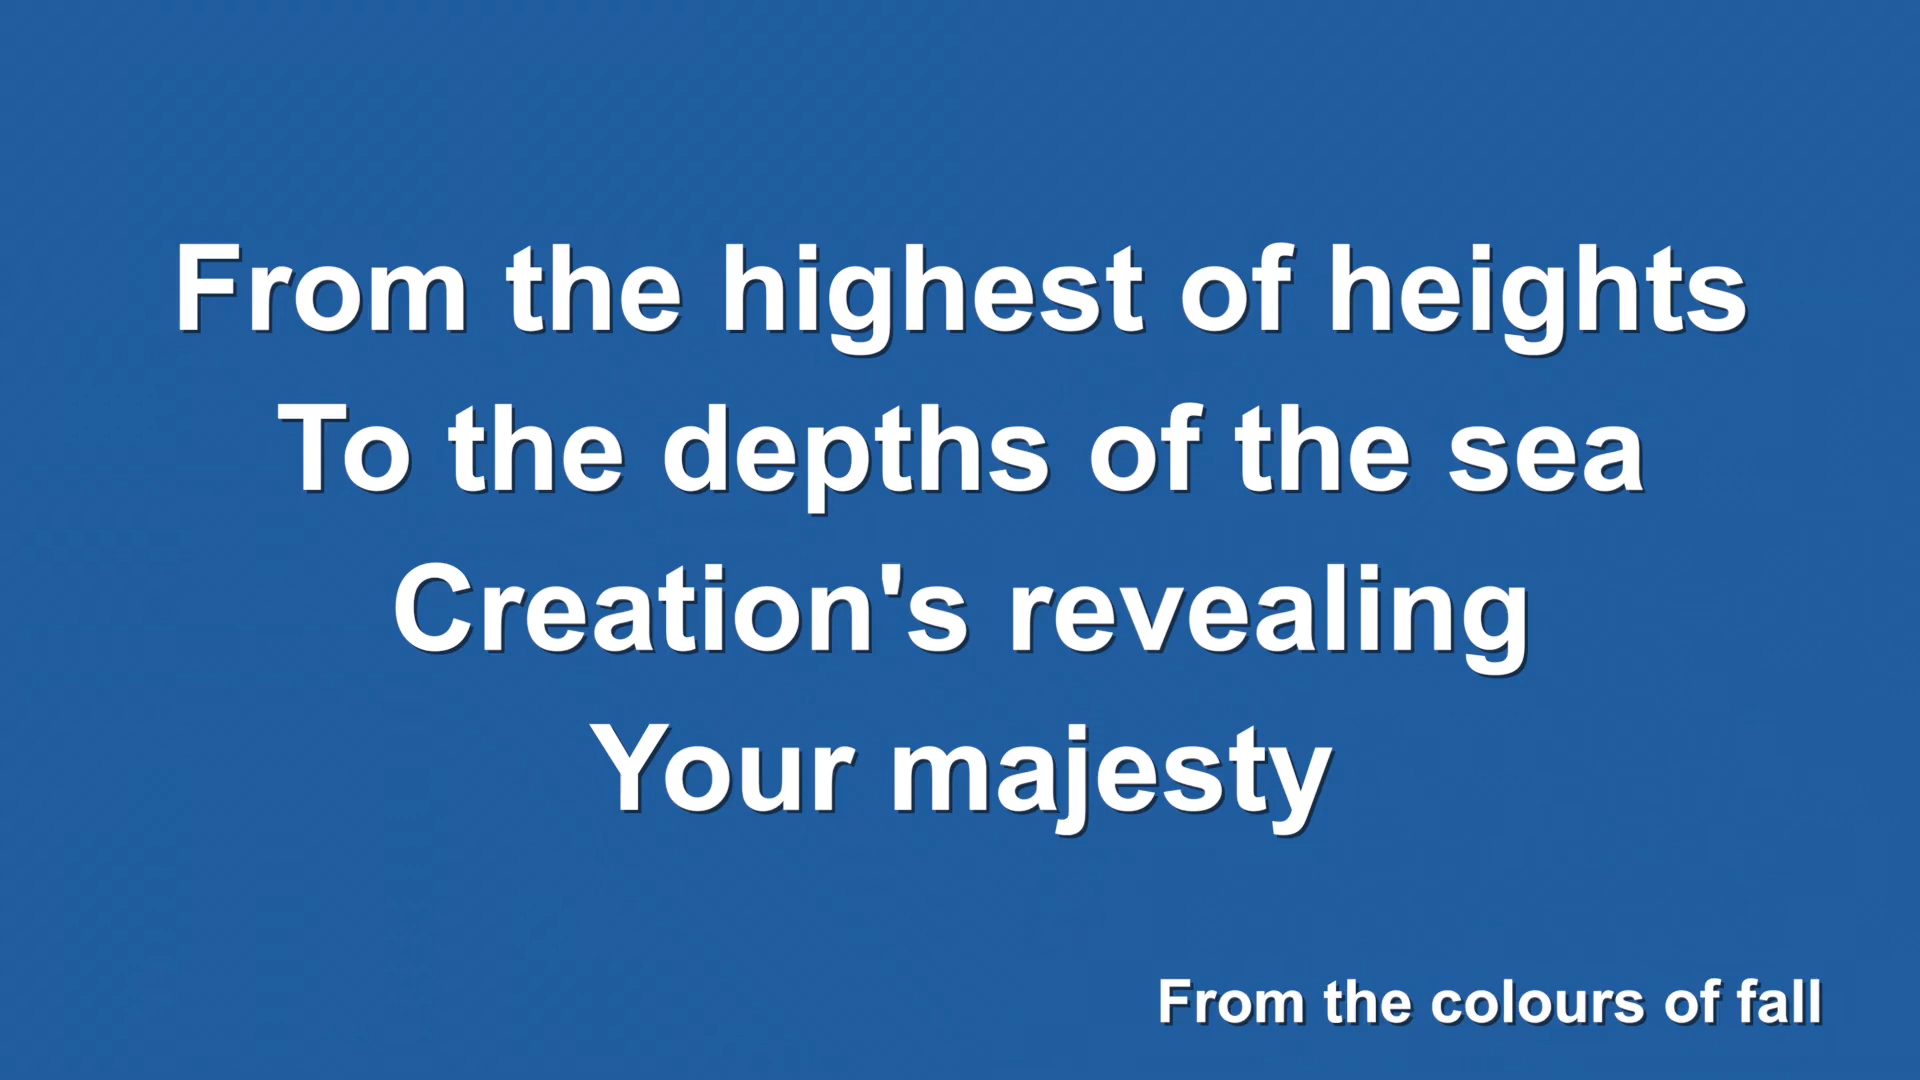 From the highest of heights
To the depths of the sea
Creation's revealing
Your majesty
From the colours of fall